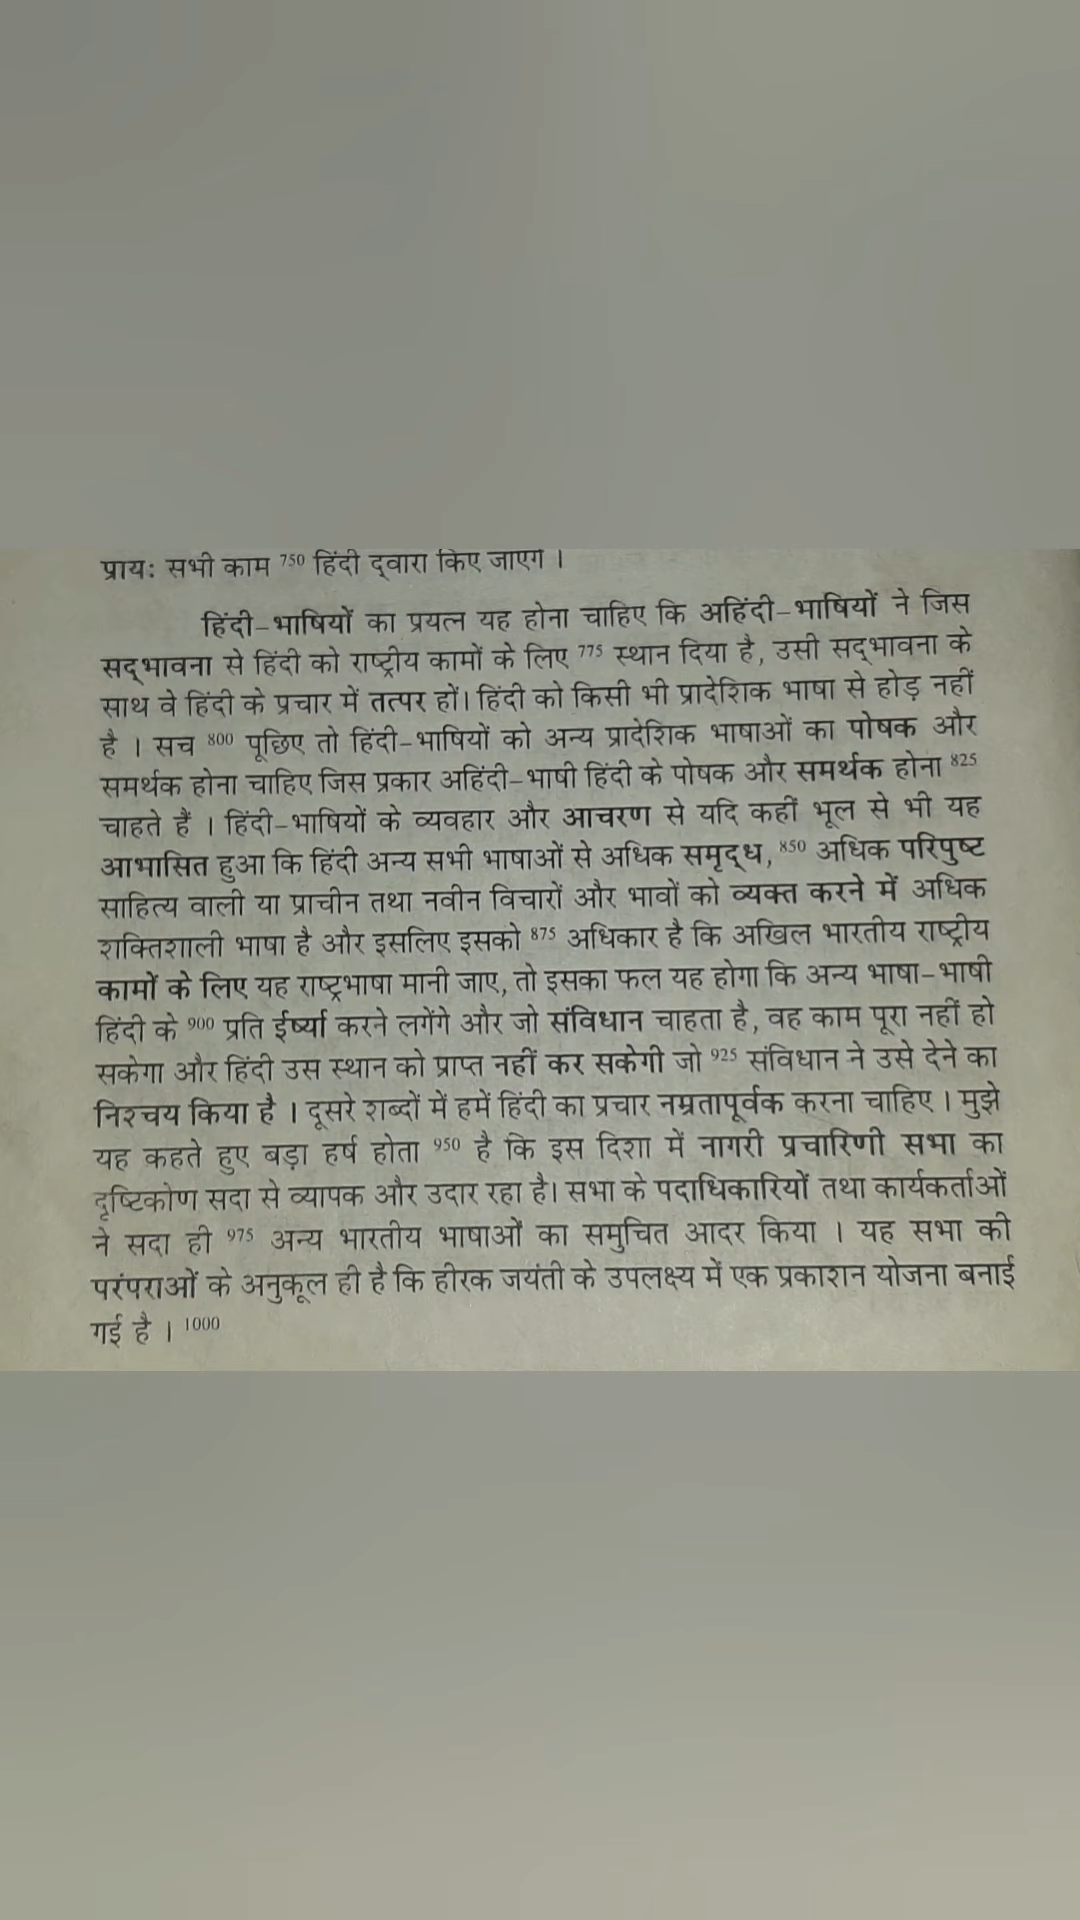 प्रायः सभी काम 750 हिंदी द्वारा किए जाएंगे ।
हिंदी-भाषियों का प्रयत्न यह होना चाहिए कि अहिंदी-भाषियों ने जिस
सद्भावना से हिंदी को राष्ट्रीय कामों के लिए 775 स्थान दिया है, उसी सद्भावना के
साथ वे हिंदी के प्रचार में तत्पर हों। हिंदी को किसी भी प्रादेशिक भाषा से होड़ नहीं
है । सच 800 पूछिए तो हिंदी-भाषियों को अन्य प्रादेशिक भाषाओं का पोषक और
समर्थक होना चाहिए जिस प्रकार अहिंदी-भाषी हिंदी के पोषक और समर्थक होना 825
चाहते हैं । हिंदी-भाषियों के व्यवहार और आचरण से यदि कहीं भूल से भी यह
आभासित हुआ कि हिंदी अन्य सभी भाषाओं से अधिक समृद्ध, 850 अधिक परिपुष्ट
साहित्य वाली या प्राचीन तथा नवीन विचारों और भावों को व्यक्त करने में अधिक
शक्तिशाली भाषा है और इसलिए इसको 875 अधिकार है कि अखिल भारतीय राष्ट्रीय
कामों के लिए यह राष्ट्रभाषा मानी जाए, तो इसका फल यह होगा कि अन्य भाषा-भाषी
हिंदी के 900 प्रति ईर्ष्या करने लगेंगे और जो संविधान चाहता है, वह काम पूरा नहीं हो
सकेगा और हिंदी उस स्थान को प्राप्त नहीं कर सकेगी जो 925 संविधान ने उसे देने का
निश्चय किया है । दूसरे शब्दों में हमें हिंदी का प्रचार नम्रतापूर्वक करना चाहिए । मुझे
यह कहते हुए बड़ा हर्ष होता 950 है कि इस दिशा में नागरी प्रचारिणी सभा का
दृष्टिकोण सदा से व्यापक और उदार रहा है। सभा के पदाधिकारियों तथा कार्यकर्ताओं
ने सदा ही 975 अन्य भारतीय भाषाओं का समुचित आदर किया । यह सभा की
परंपराओं के अनुकूल ही है कि हीरक जयंती के उपलक्ष्य में एक प्रकाशन योजना बनाई
गई है । 1000